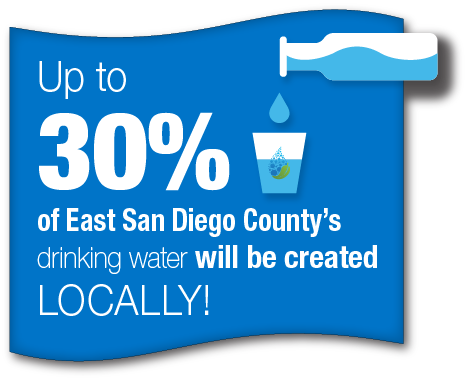 Up to
30%
of East San Diego County's
drinking water will be created
LOCALLY!